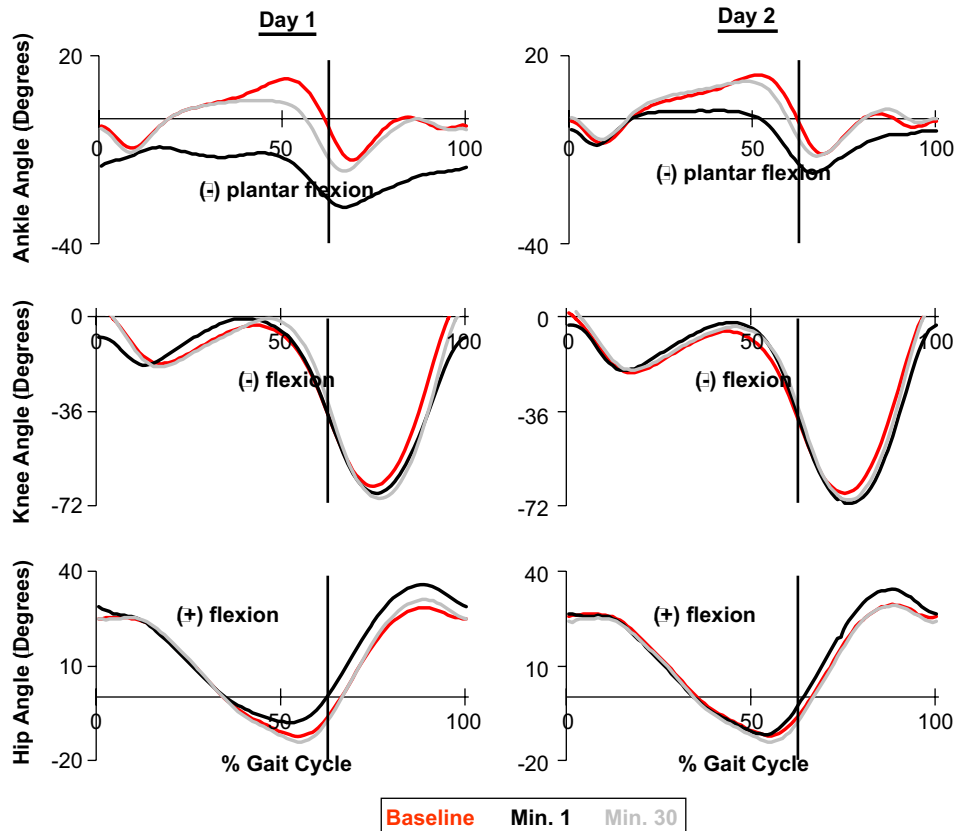 Day 1
Day 2
Ankle Angle (Degrees)
20
0
50
100
(-) plantar flexion
-40
20
0
50
100
(-) plantar flexion
-40
Knee Angle (Degrees)
0
0
50
100
(-) flexion
-36
-72
0
0
50
100
(-) flexion
-36
-72
Hip Angle (Degrees)
40
(+) flexion
10
0
50
100
-20
% Gait Cycle
40
(+) flexion
10
0
50
100
-20
% Gait Cycle
Baseline Min. 1 Min. 30